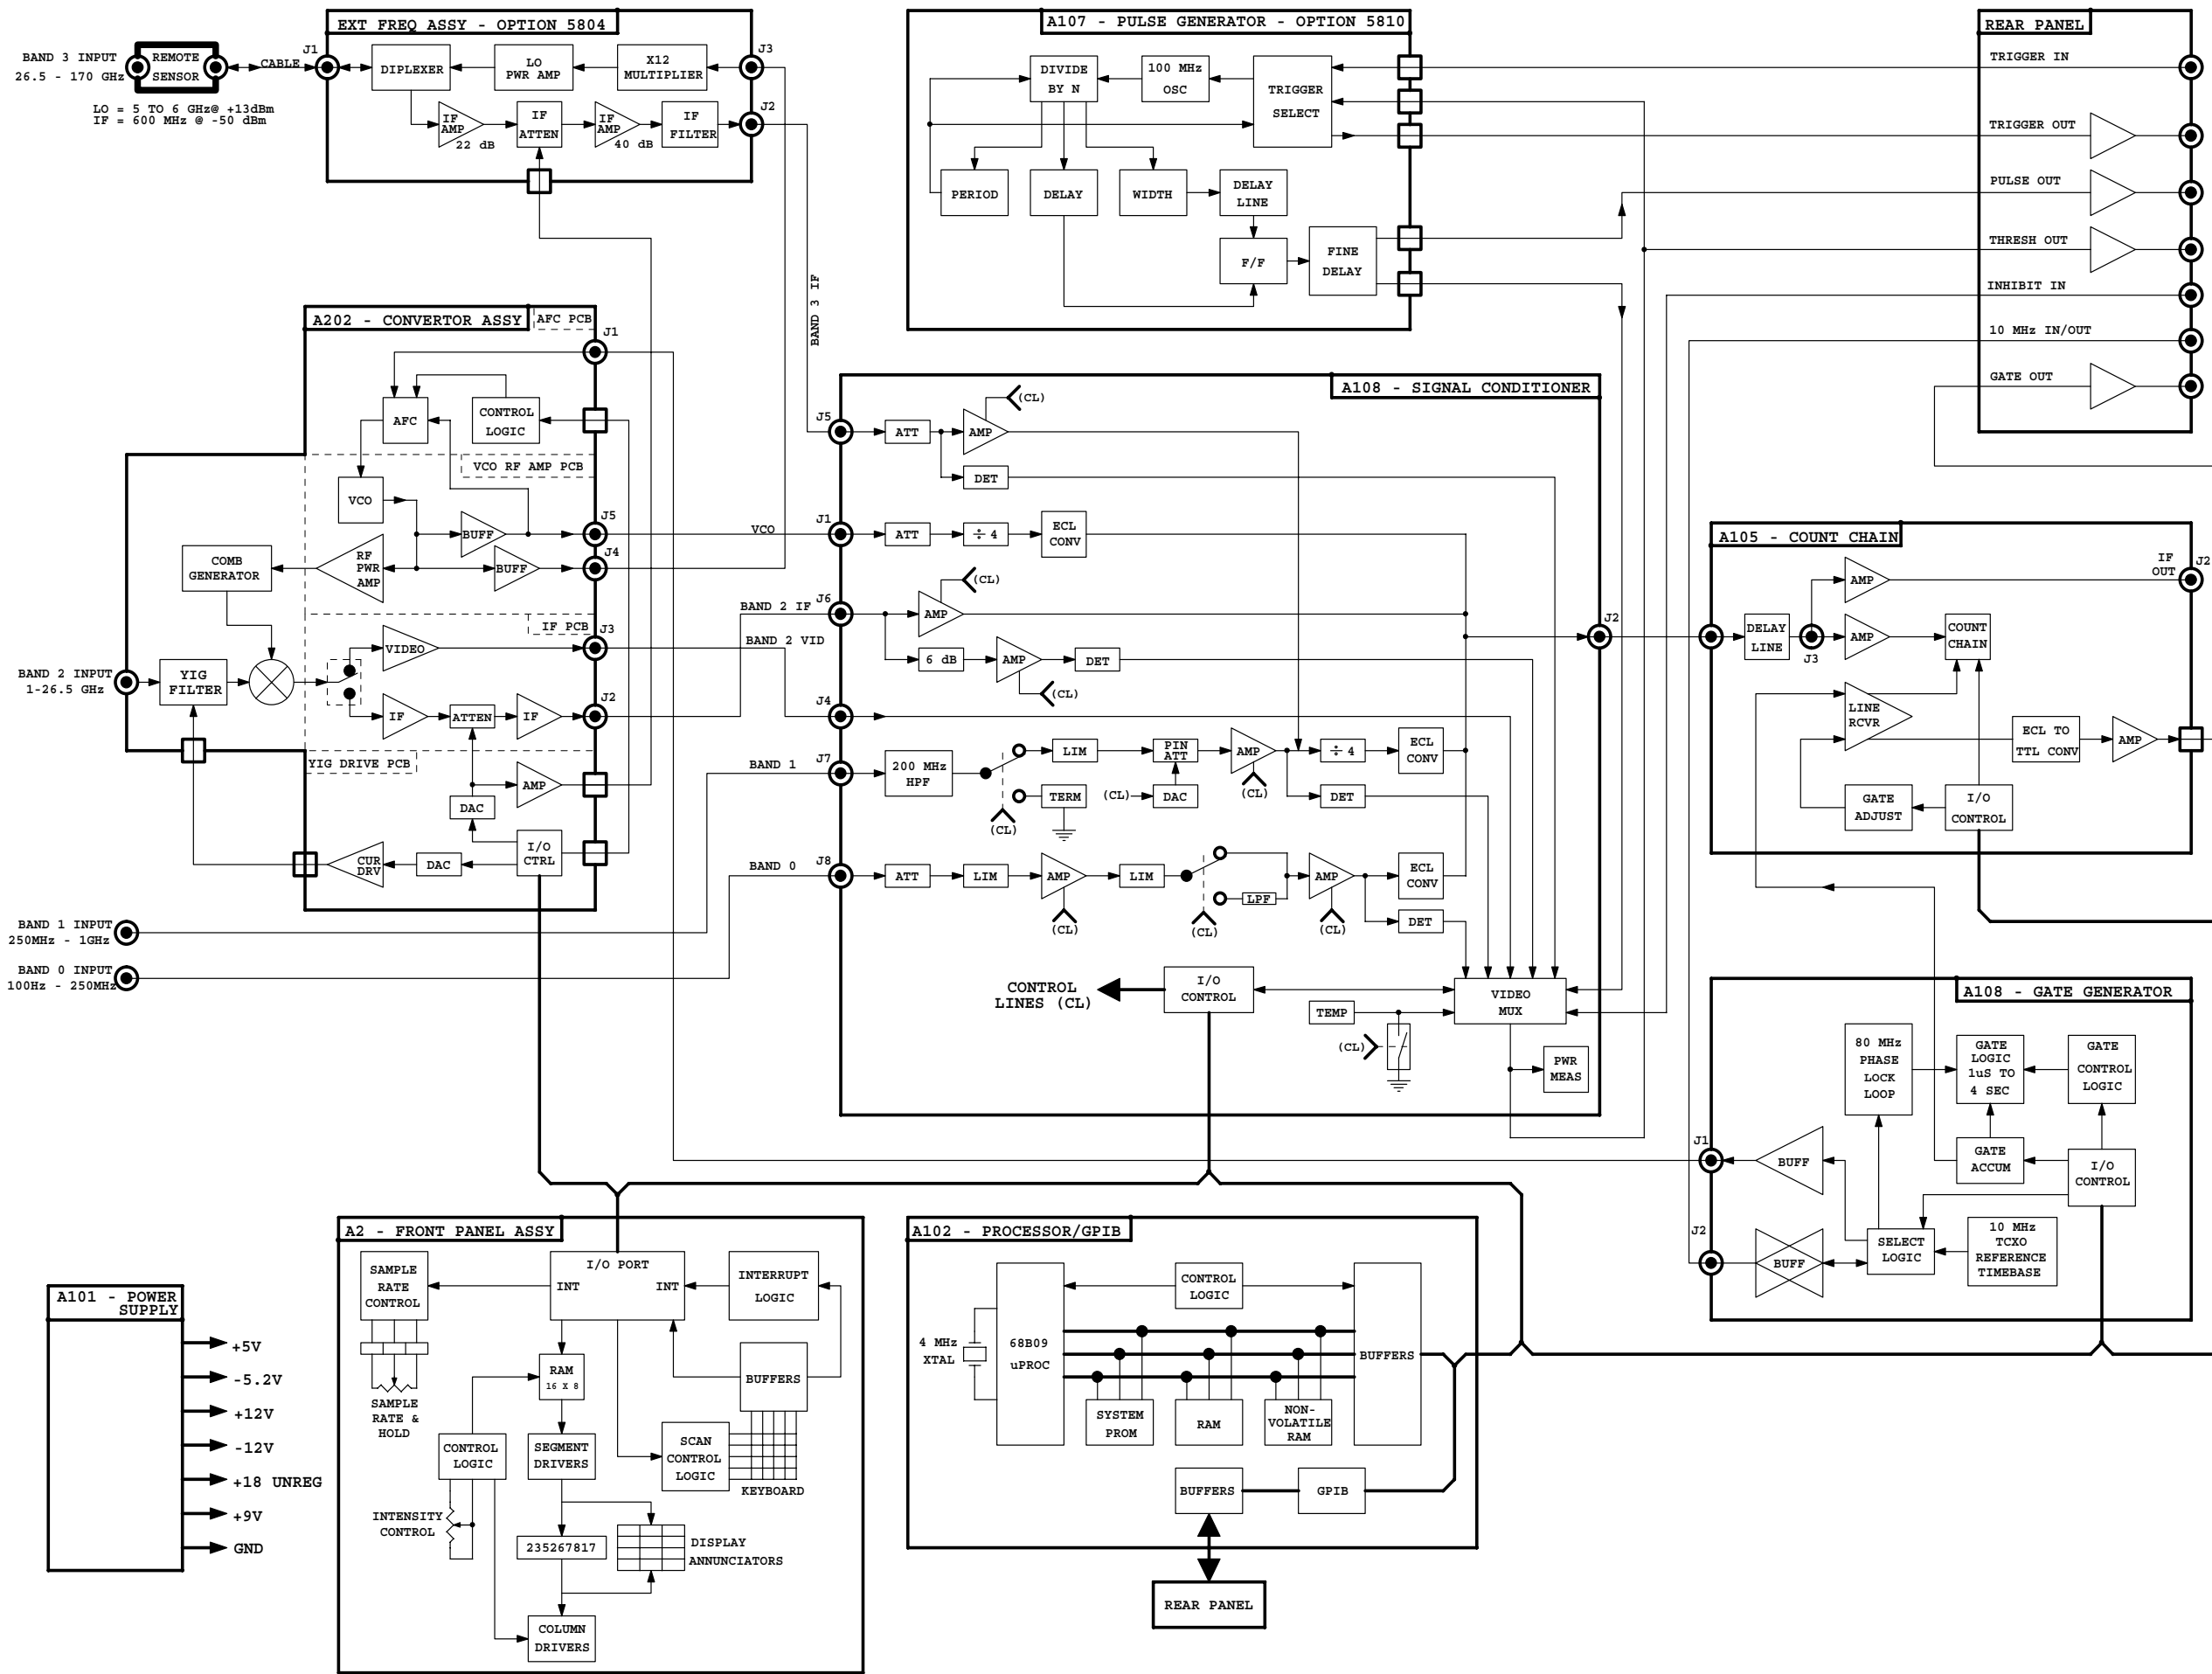 EXT FREQ ASSY - OPTION 5804
BAND 3 INPUT
26.5 - 170 GHz
REMOTE
SENSOR
CABLE
J1
LO = 5 TO 6 GHz@ +13dBm
IF = 600 MHz @ -50 dBm
DIPLEXER
LO
PWR AMP
X12
MULTIPLIER
J3
IF
AMP
22 dB
IF
ATTEN
IF
AMP
40 dB
IF
FILTER
J2
BAND 3 IF
A107 - PULSE GENERATOR - OPTION 5810
DIVIDE
BY N
100 MHz
OSC
TRIGGER
SELECT
PERIOD
DELAY
WIDTH
DELAY
LINE
F/F
FINE
DELAY
REAR PANEL
TRIGGER IN
TRIGGER OUT
PULSE OUT
THRESH OUT
INHIBIT IN
10 MHz IN/OUT
GATE OUT
A202 - CONVERTOR ASSY
AFC PCB
J1
AFC
CONTROL
LOGIC
VCO RF AMP PCB
VCO
BUFF
J5
J4
COMB
GENERATOR
RF
PWR
AMP
BUFF
IF PCB
J3
VIDEO
BAND 2 INPUT
1-26.5 GHz
YIG
FILTER
IF
ATTEN
IF
J2
YIG DRIVE PCB
AMP
DAC
CUR
DRV
DAC
I/O
CTRL
BAND 1 INPUT
250MHz - 1GHz
BAND 0 INPUT
100Hz - 250MHz
A108 - SIGNAL CONDITIONER
J5
ATT
AMP
(CL)
DET
VCO
J1
ATT
÷ 4
ECL
CONV
(CL)
BAND 2 IF
J6
AMP
BAND 2 VID
6 dB
AMP
DET
(CL)
J2
J4
BAND 1
J7
200 MHz
HPF
LIM
PIN
ATT
AMP
÷ 4
ECL
CONV
TERM
(CL)
DAC
(CL)
DET
(CL)
BAND 0
J8
ATT
LIM
AMP
LIM
LPF
AMP
ECL
CONV
DET
(CL)
(CL)
(CL)
CONTROL
LINES (CL)
I/O
CONTROL
VIDEO
MUX
TEMP
(CL)
PWR
MEAS
A105 - COUNT CHAIN
IF
OUT
J2
AMP
DELAY
LINE
J3
AMP
COUNT
CHAIN
LINE
RCVR
ECL TO
TTL CONV
AMP
GATE
ADJUST
I/O
CONTROL
A108 - GATE GENERATOR
80 MHz
PHASE
LOCK
LOOP
GATE
LOGIC
1uS TO
4 SEC
GATE
CONTROL
LOGIC
J1
BUFF
GATE
ACCUM
I/O
CONTROL
J2
BUFF
SELECT
LOGIC
10 MHz
TCXO
REFERENCE
TIMEBASE
A101 - POWER
SUPPLY
+5V
-5.2V
+12V
-12V
+18 UNREG
+9V
GND
A2 - FRONT PANEL ASSY
SAMPLE
RATE
CONTROL
I/O PORT
INT
INT
INTERRUPT
LOGIC
SAMPLE
RATE &
HOLD
RAM
16 X 8
BUFFERS
CONTROL
LOGIC
SEGMENT
DRIVERS
SCAN
CONTROL
LOGIC
KEYBOARD
INTENSITY
CONTROL
235267817
DISPLAY
ANNUNCIATORS
COLUMN
DRIVERS
A102 - PROCESSOR/GPIB
4 MHz
XTAL
68B09
uPROC
CONTROL
LOGIC
BUFFERS
SYSTEM
PROM
RAM
NON-
VOLATILE
RAM
BUFFERS
GPIB
REAR PANEL